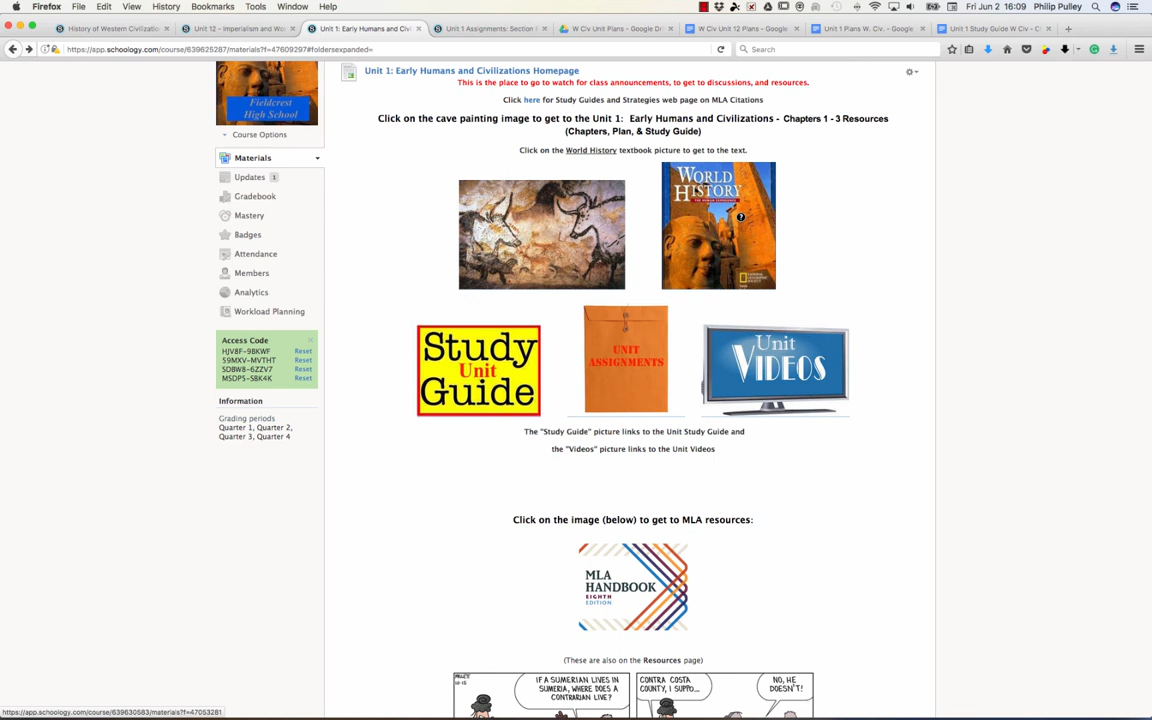 Firefox File Edit View History Bookmarks Tools Window Help Fri Jun 2 16:09 Philip Pulley
History of Western Civilizatio Unit 12 - Imperialism and Wo Unit 1: Early Humans and Civi Unit 1 Assignments: Section W Civ Unit Plans - Google Dr W Civ Unit 12 Plans - Google Unit 1 Plans W. Civ. - Google Unit 1 Study Guide W Civ - C
https://app.schoology.com/course/639625287/materials?f=47609297#foldersexpanded= Search
Fieldcrest
High School
Course Options
Materials
Updates 1
Gradebook
Mastery
Badges
Attendance
Members
Analytics
Workload Planning
Access Code
HJV8F-9BKWF Reset
S9MXV-MVTHT Reset
SDBW8-6ZZV7 Reset
MSDP5-SBK4K Reset
Information
Grading periods
Quarter 1, Quarter 2,
Quarter 3, Quarter 4
Unit 1: Early Humans and Civilizations Homepage
This is the place to go to watch for class announcements, to get to discussions, and resources.
Click here for Study Guides and Strategies web page on MLA Citations
Click on the cave painting image to get to the Unit 1: Early Humans and Civilizations - Chapters 1 - 3 Resources
(Chapters, Plan, & Study Guide)
Click on the World History textbook picture to get to the text.
WORLD
HISTORY
THE HUMAN EXPERIENCE
NATIONAL
GEOGRAPHIC
SOCIETY
Study
Unit
Guide
UNIT
ASSIGNMENTS
Unit
VIDEOS
The "Study Guide" picture links to the Unit Study Guide and
the "Videos" picture links to the Unit Videos
Click on the image (below) to get to MLA resources:
MLA
HANDBOOK
EIGHTH
EDITION
(These are also on the Resources page)
IF A SUMERIAN LIVES IN
SUMERIA, WHERE DOES A
CONTRARIAN LIVE?
CONTRA COSTA
COUNTY, I SUPPO...
NO, HE
DOESN'T!
https://app.schoology.com/course/639630583/materials?f=47053281